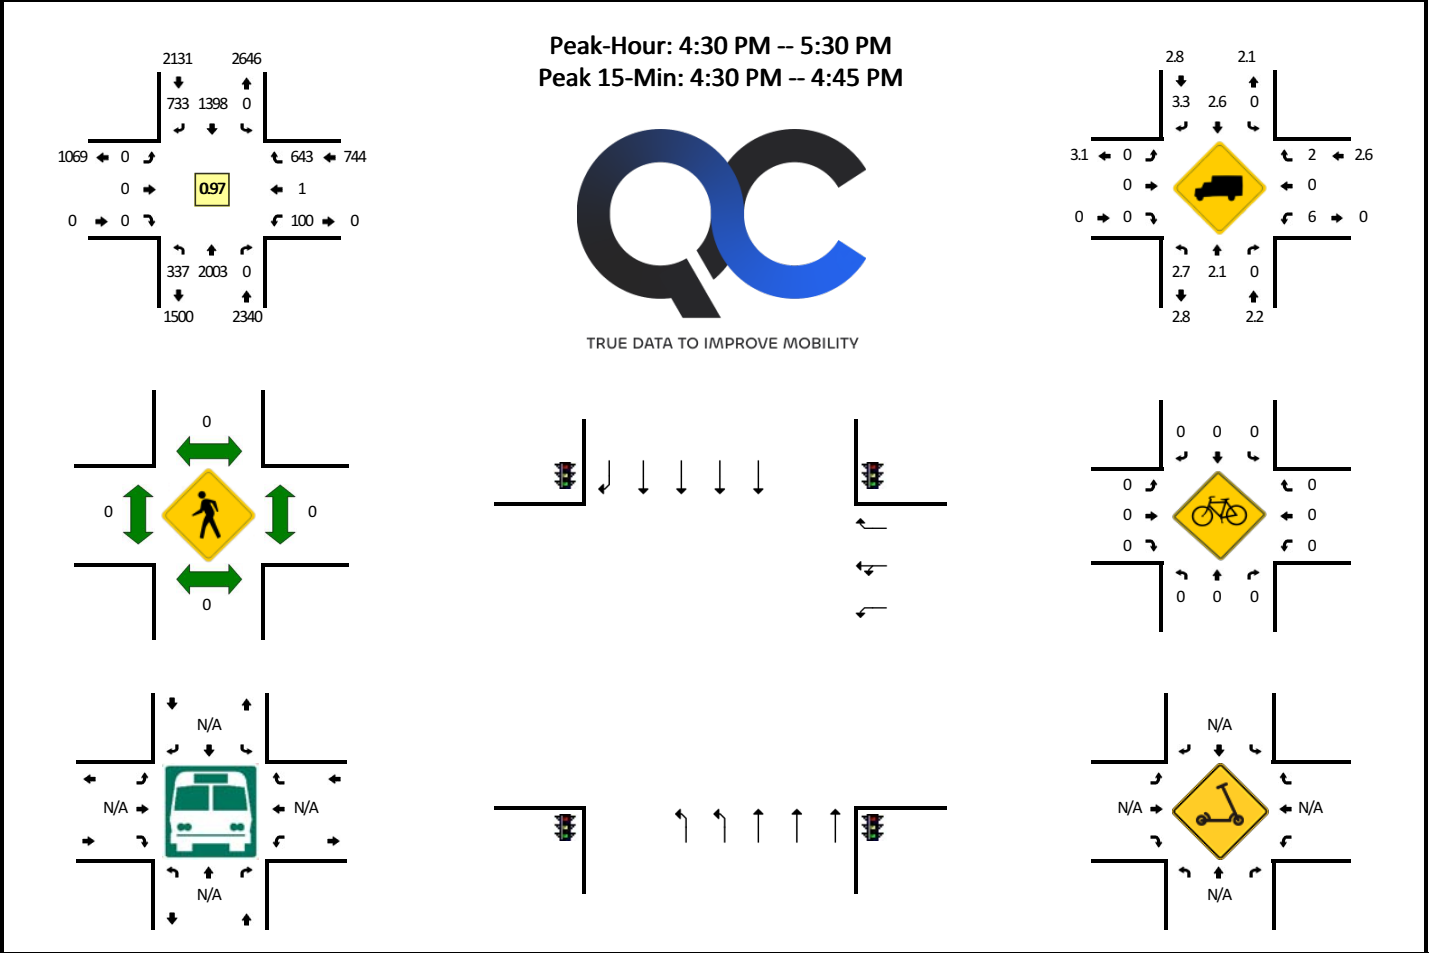 Peak-Hour: 4:30 PM -- 5:30 PM
Peak 15-Min: 4:30 PM -- 4:45 PM
2131 2646
733 1398 0
1069 0 643 744
0 0.97 1
0 0 100 0
337 2003 0
1500 2340
TRUE DATA TO IMPROVE MOBILITY
2.8 2.1
3.3 2.6 0
3.1 0 2 2.6
0 0
0 0 6 0
2.7 2.1 0
2.8 2.2
0
0 0
0
0 0 0
0 0
0 0
0 0
0 0 0
N/A
N/A N/A
N/A
N/A
N/A N/A
N/A